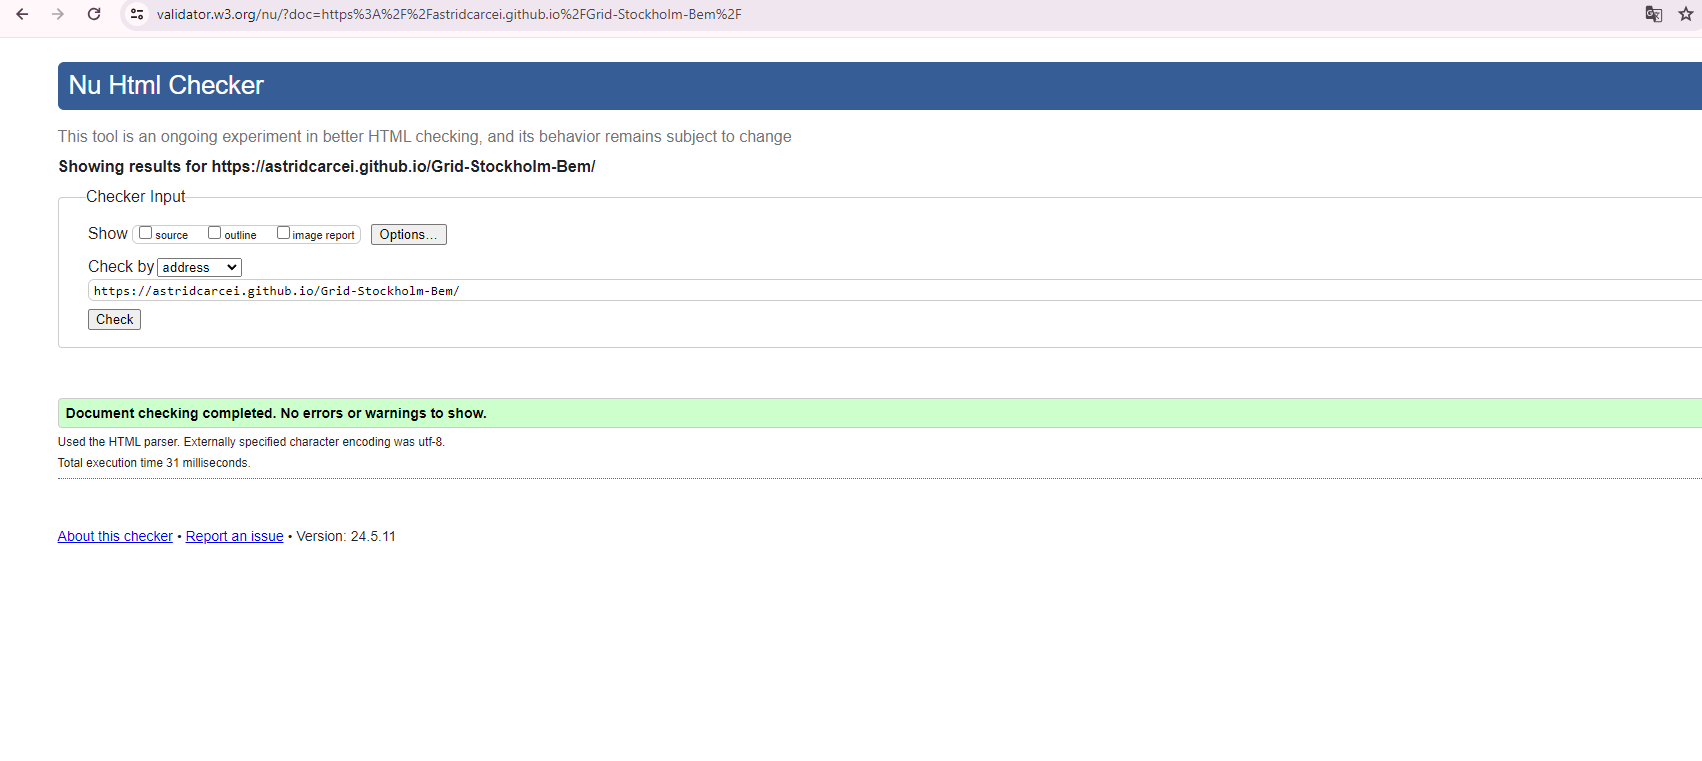 validator.w3.org/nu/?doc=https%3A%2F%2Fastridcarcei.github.io%2FGrid-Stockholm-Bem%2F
Nu Html Checker
This tool is an ongoing experiment in better HTML checking, and its behavior remains subject to change
Showing results for https://astridcarcei.github.io/Grid-Stockholm-Bem/
Checker Input
Show source outline image report Options...
Check by address
https://astridcarcei.github.io/Grid-Stockholm-Bem/
Check
Document checking completed. No errors or warnings to show.
Used the HTML parser. Externally specified character encoding was utf-8.
Total execution time 31 milliseconds.
About this checker • Report an issue • Version: 24.5.11